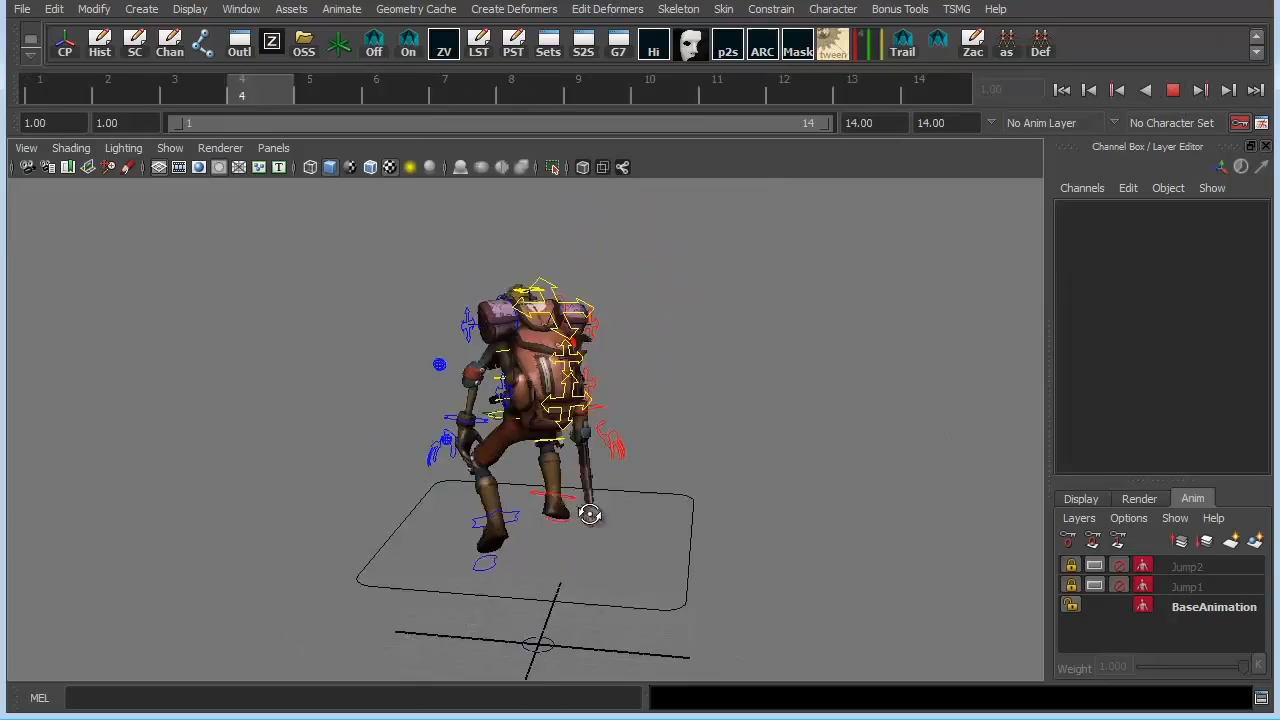 File Edit Modify Create Display Window Assets Animate Geometry Cache Create Deformers Edit Deformers Skeleton Skin Constrain Character Bonus Tools TSMG Help
CP Hist SC Chan Outl Z OSS Off On ZV LST PST Sets S2S G7 Hi p2s ARC Mask tween Trail Zac as Def
1 2 3 4 5 6 7 8 9 10 11 12 13 14
4 1.00
1.00 1.00 1 14 14.00 14.00 No Anim Layer No Character Set
View Shading Lighting Show Renderer Panels
Channel Box / Layer Editor
Channels Edit Object Show
Display Render Anim
Layers Options Show Help
Jump2
Jump1
BaseAnimation
Weight 1.000 K
MEL